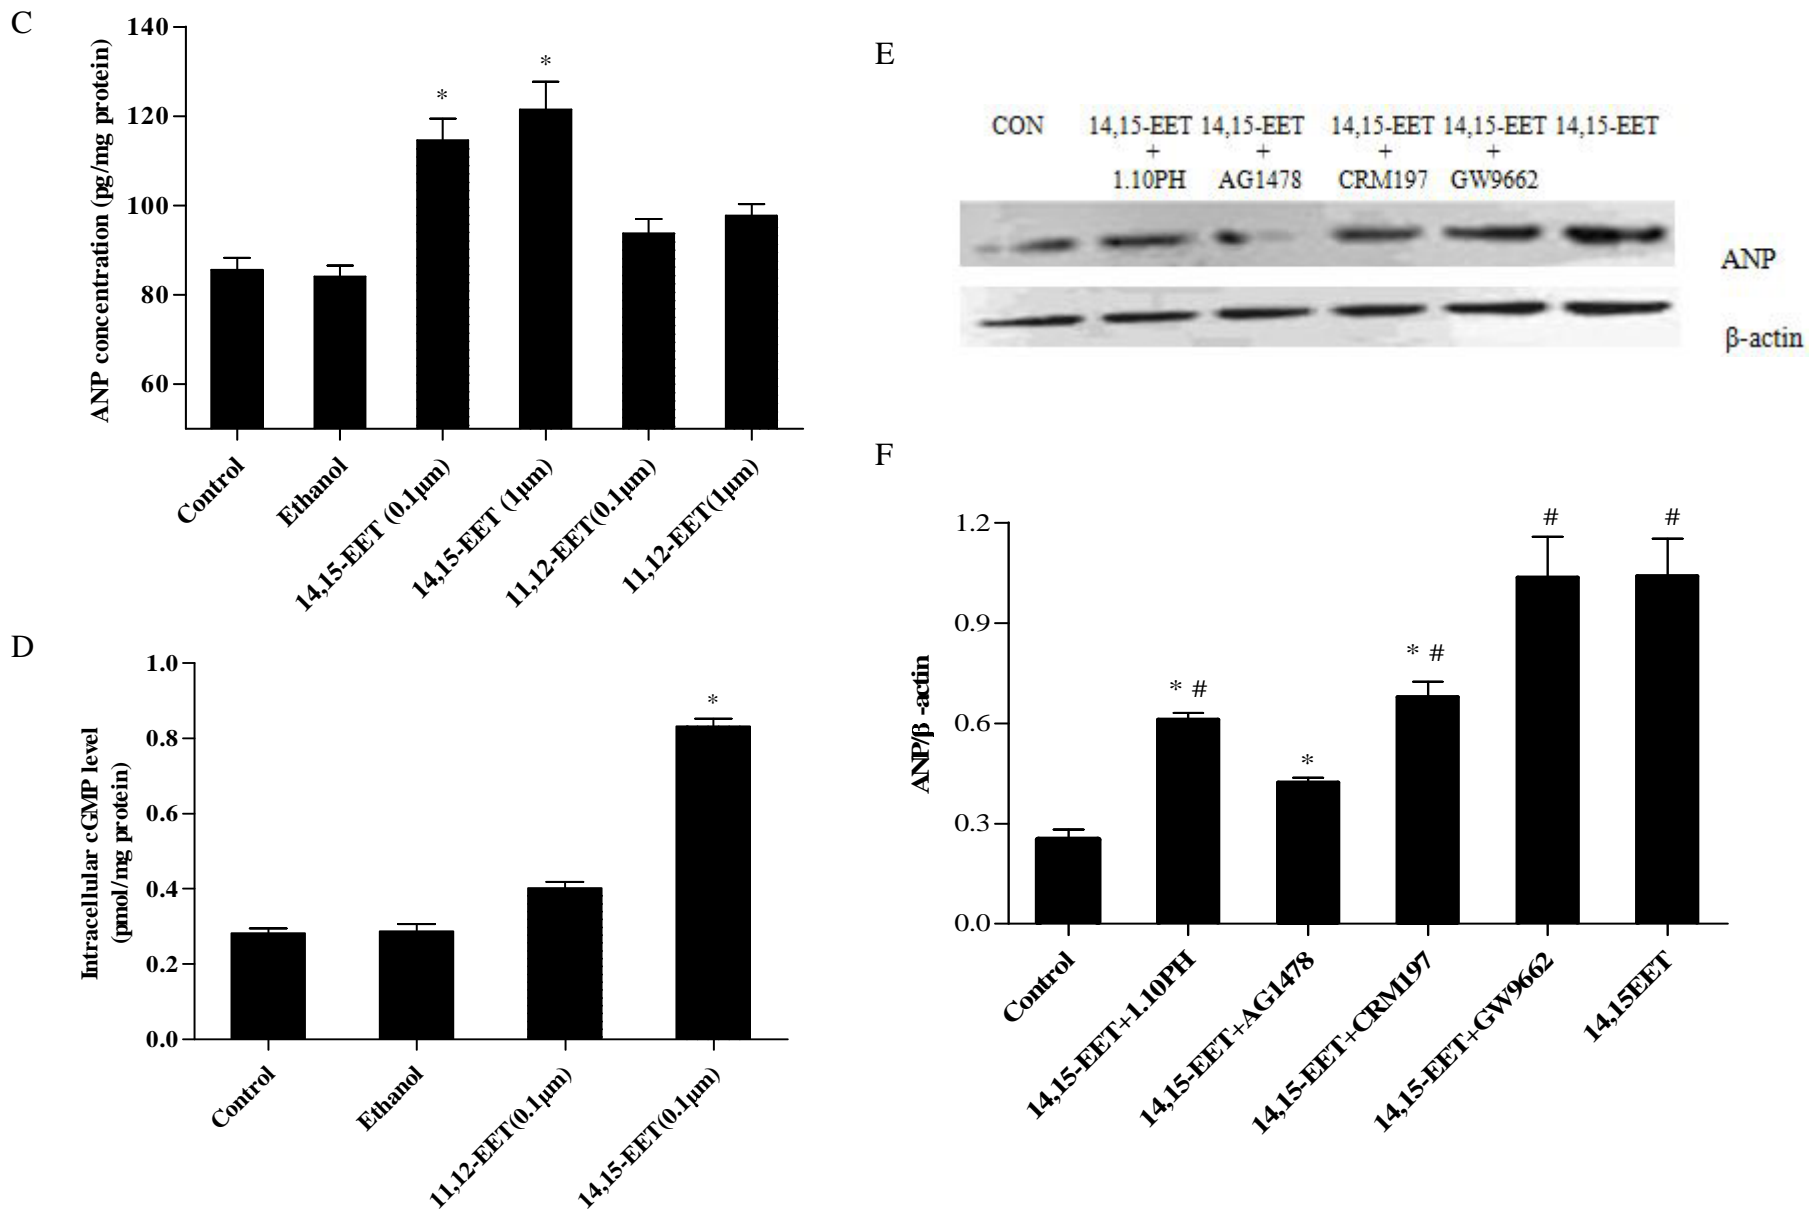 C
ANP concentration (pg/mg protein)
140
120
100
80
60
*
*
Control
Ethanol
14,15-EET (0.1μm)
14,15-EET (1μm)
11,12-EET(0.1μm)
11,12-EET(1μm)
D
Intracellular cGMP level
(pmol/mg protein)
1.0
0.8
0.6
0.4
0.2
0.0
*
Control
Ethanol
11,12-EET(0.1μm)
14,15-EET(0.1μm)
E
CON 14,15-EET 14,15-EET 14,15-EET 14,15-EET 14,15-EET
+ + + +
1.10PH AG1478 CRM197 GW9662
ANP
β-actin
F
ANP/β -actin
1.2
0.9
0.6
0.3
0.0
* #
*
* #
#
#
Control
14,15-EET+1.10PH
14,15-EET+AG1478
14,15-EET+CRM197
14,15-EET+GW9662
14,15EET